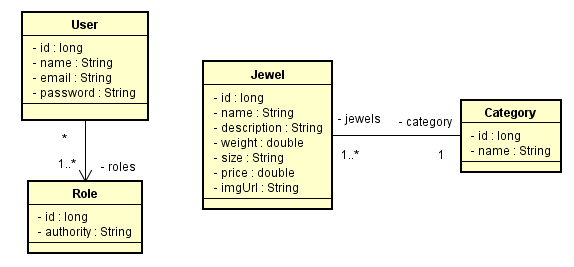 User
- id : long
- name : String
- email : String
- password : String
*
1..*
- roles
Role
- id : long
- authority : String
Jewel
- id : long
- name : String
- description : String
- weight : double
- size : String
- price : double
- imgUrl : String
- jewels
1..*
- category
1
Category
- id : long
- name : String